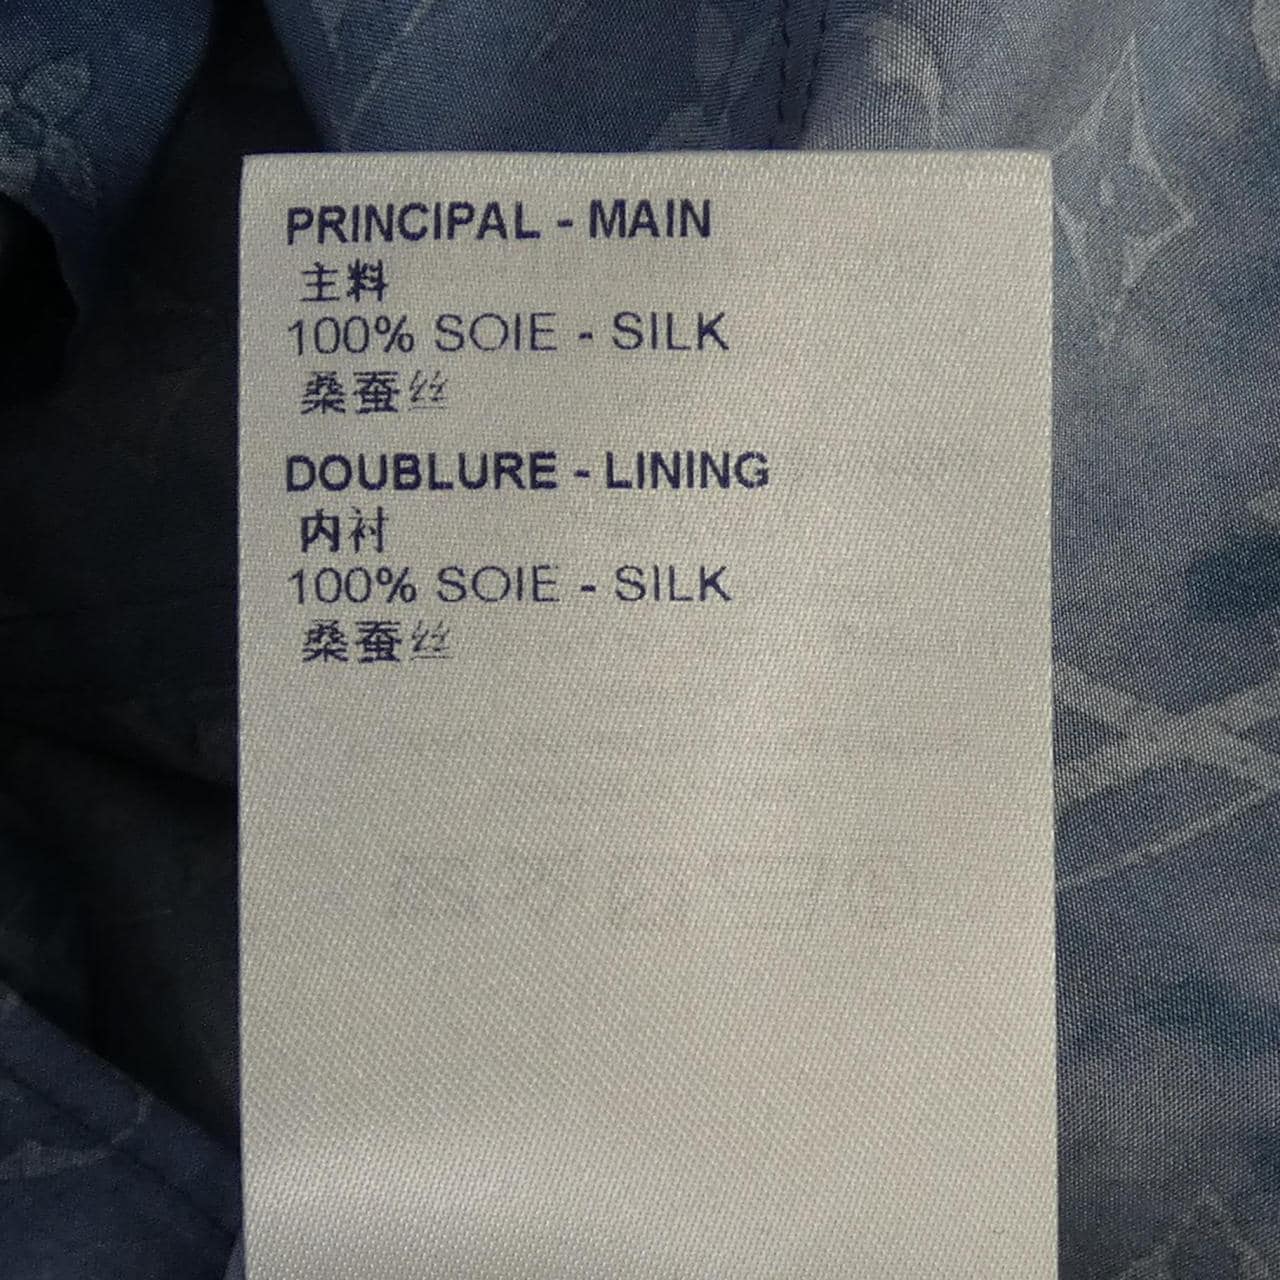 PRINCIPAL - MAIN
主料
100% SOIE - SILK
桑蚕丝
DOUBLURE - LINING
内衬
100% SOIE - SILK
桑蚕丝